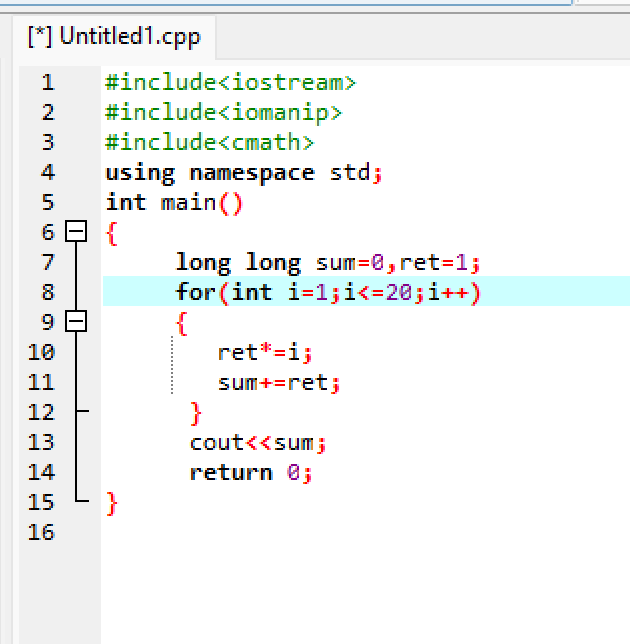 [*] Untitled1.cpp
1 #include<iostream>
2 #include<iomanip>
3 #include<cmath>
4 using namespace std;
5 int main()
6 {
7 long long sum=0,ret=1;
8 for(int i=1;i<=20;i++)
9 {
10 ret*=i;
11 sum+=ret;
12 }
13 cout<<sum;
14 return 0;
15 }
16